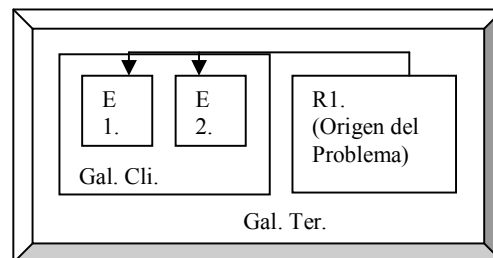 E
1.
E
2.
R1.
(Origen del
Problema)
Gal. Cli.
Gal. Ter.